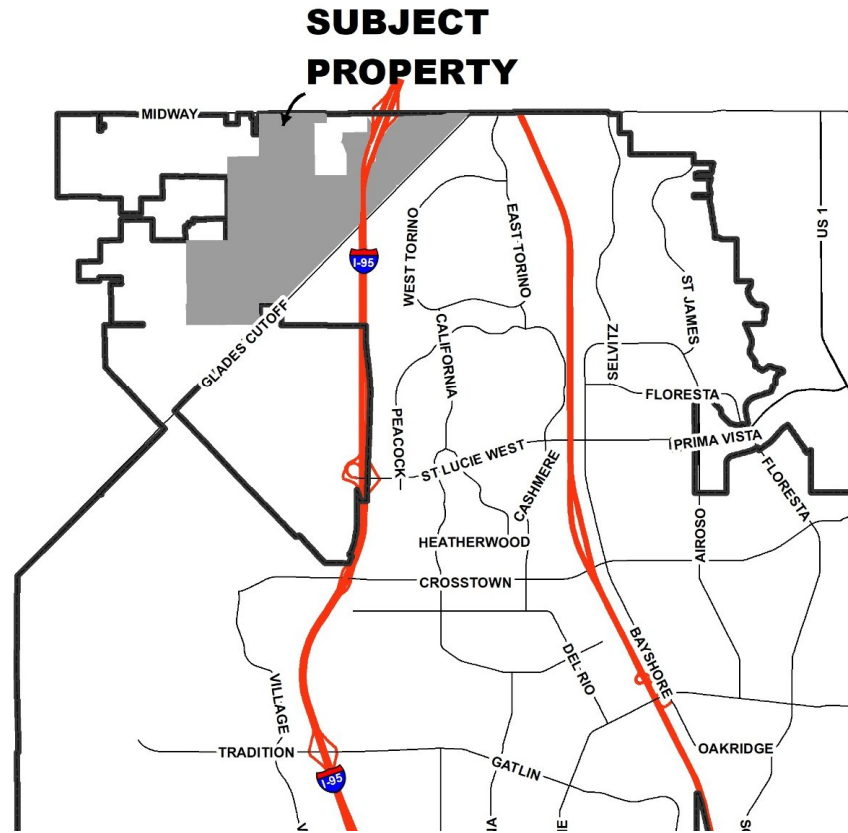 SUBJECT
PROPERTY
MIDWAY
US 1
WEST TORINO
EAST TORINO
I-95
ST JAMES
GLADES CUTOFF
CALIFORNIA
SELVITZ
FLORESTA
PEACOCK
PRIMA VISTA
ST LUCIE WEST
CASHMERE
FLORESTA
HEATHERWOOD
AIROSO
CROSSTOWN
BAYSHORE
DEL RIO
VILLAGE
TRADITION
OAKRIDGE
GATLIN
I-95